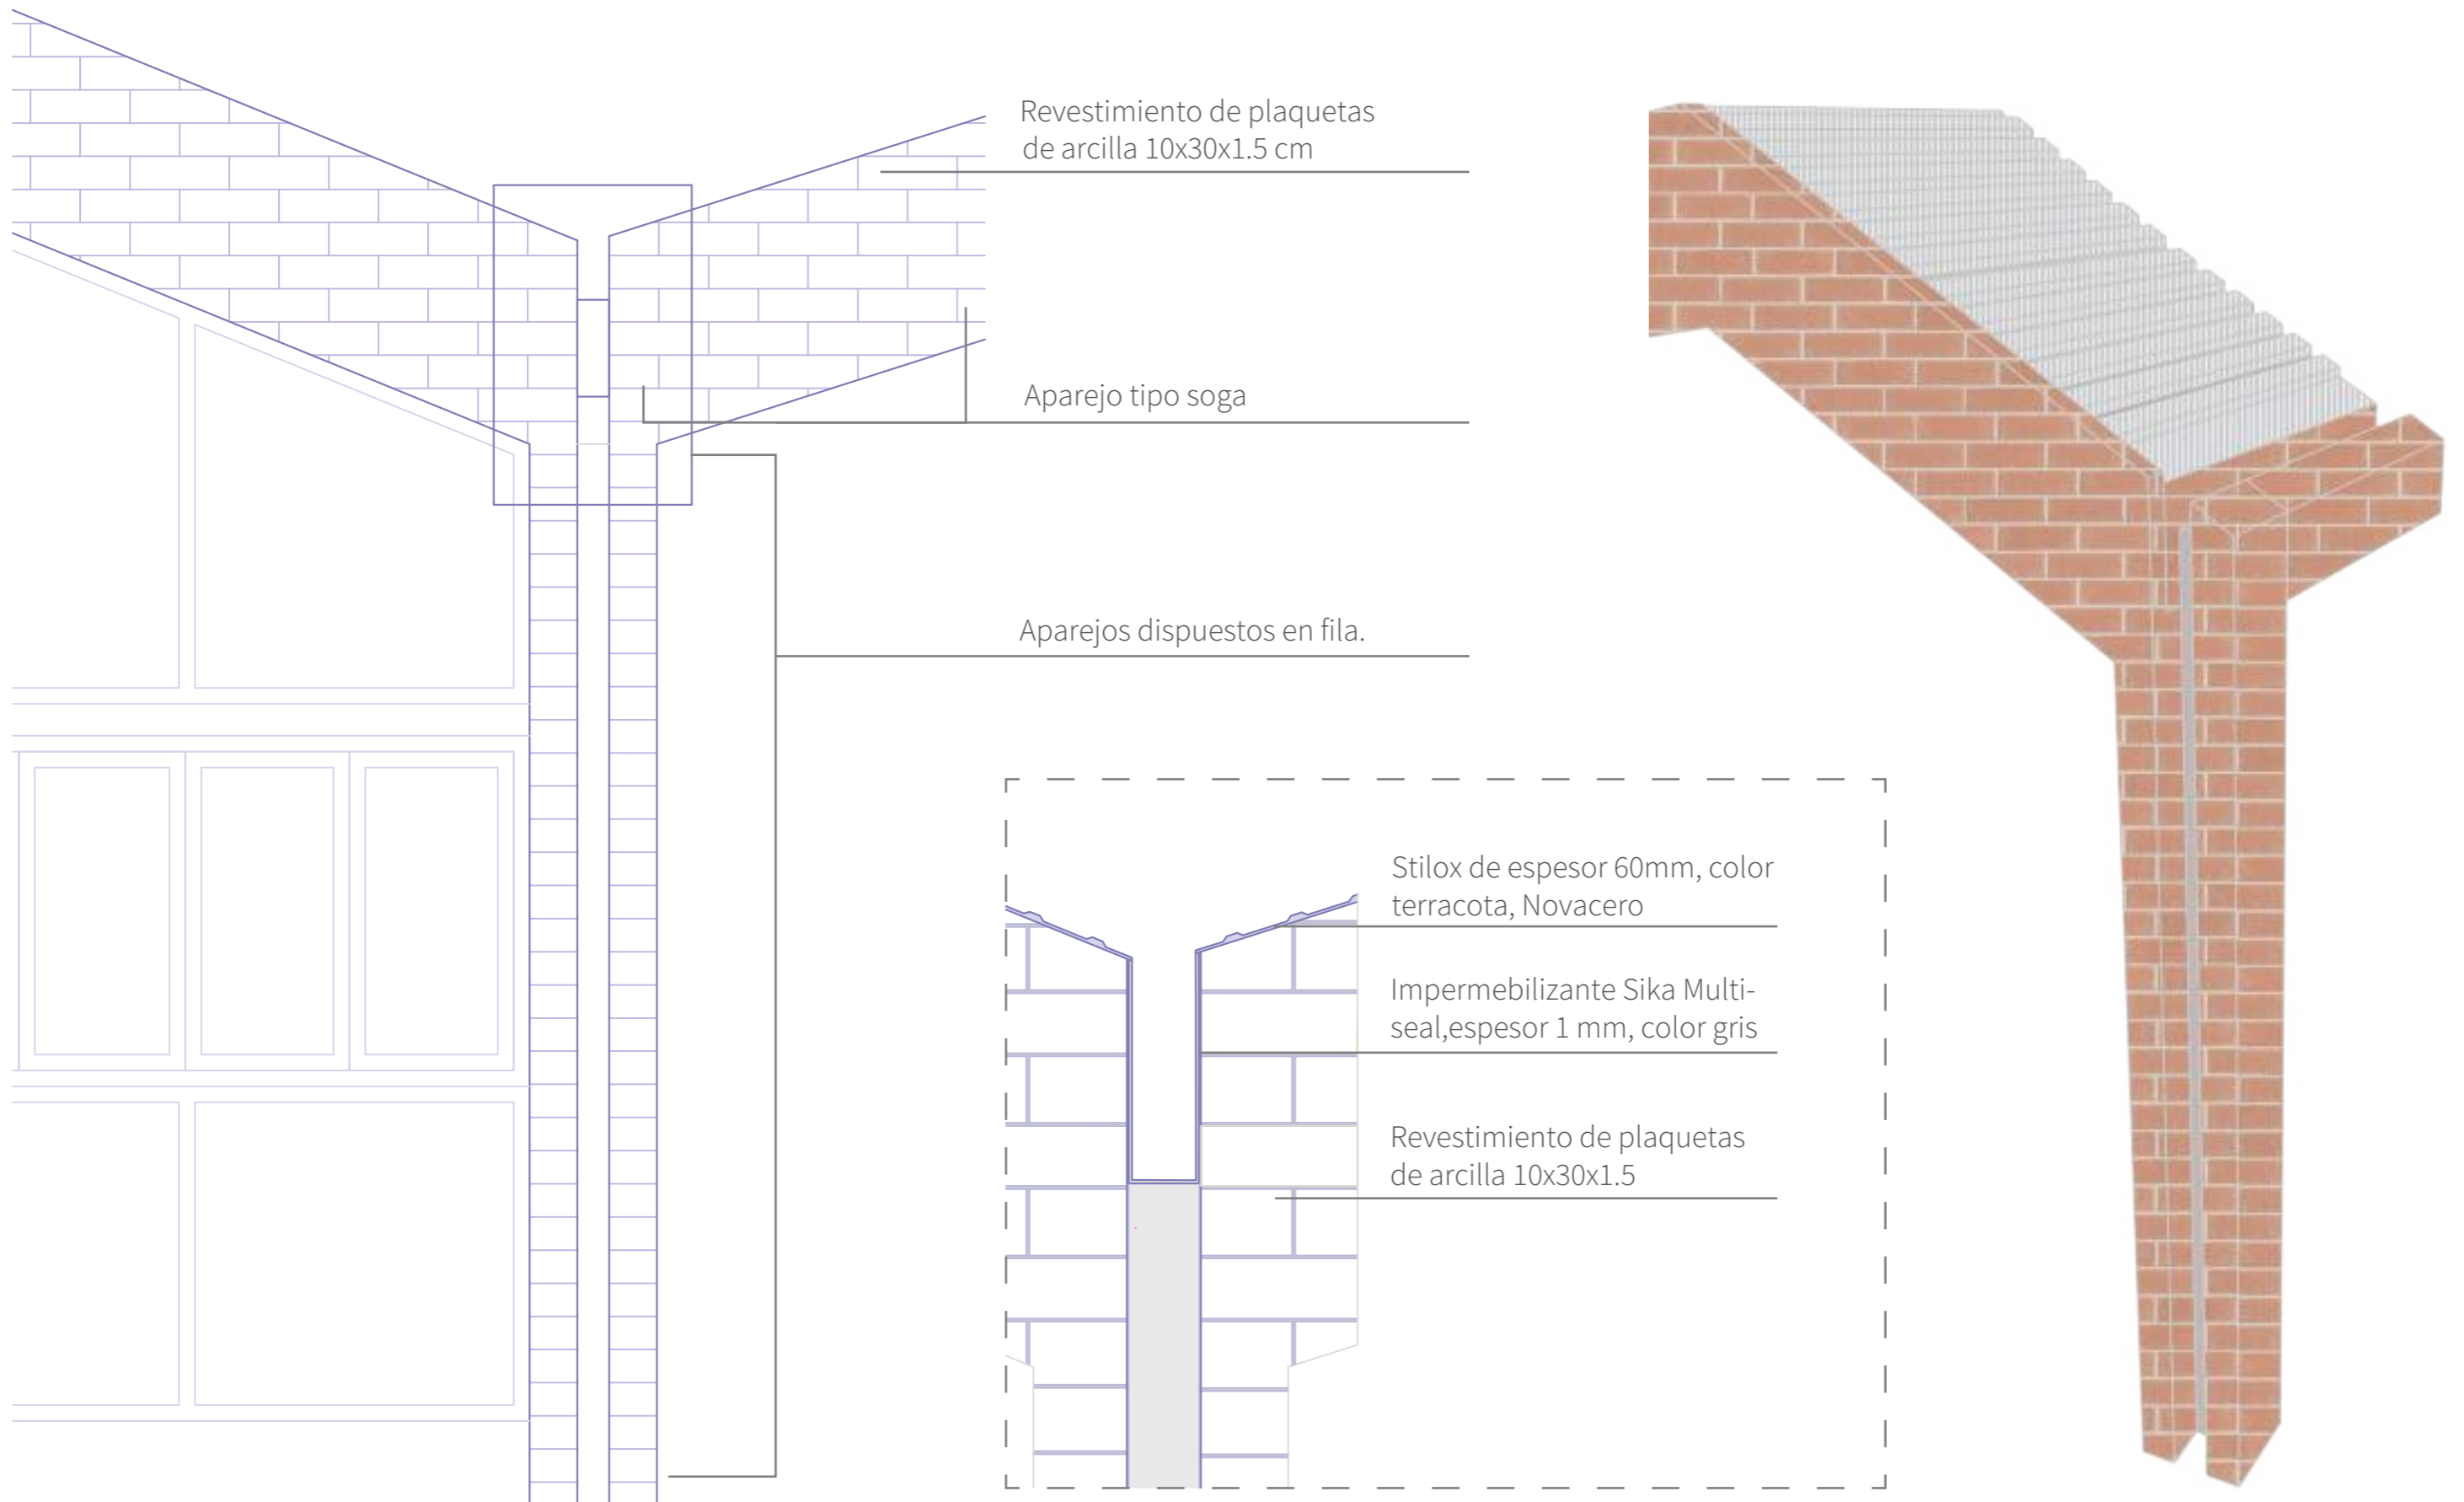 Revestimiento de plaquetas
de arcilla 10x30x1.5 cm
Aparejo tipo soga
Aparejos dispuestos en fila.
Stilox de espesor 60mm, color
terracota, Novacero
Impermebilizante Sika Multi-
seal,espesor 1 mm, color gris
Revestimiento de plaquetas
de arcilla 10x30x1.5